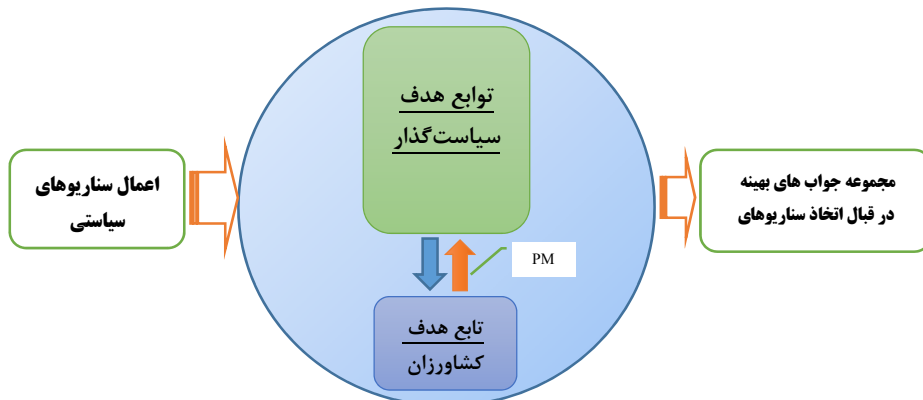 توابع هدف
سیاست‌گذار
اعمال سناریوهای
سیاستی
مجموعه جواب های بهینه
در قبال اتخاذ سناریوهای
PM
تابع هدف
کشاورزان